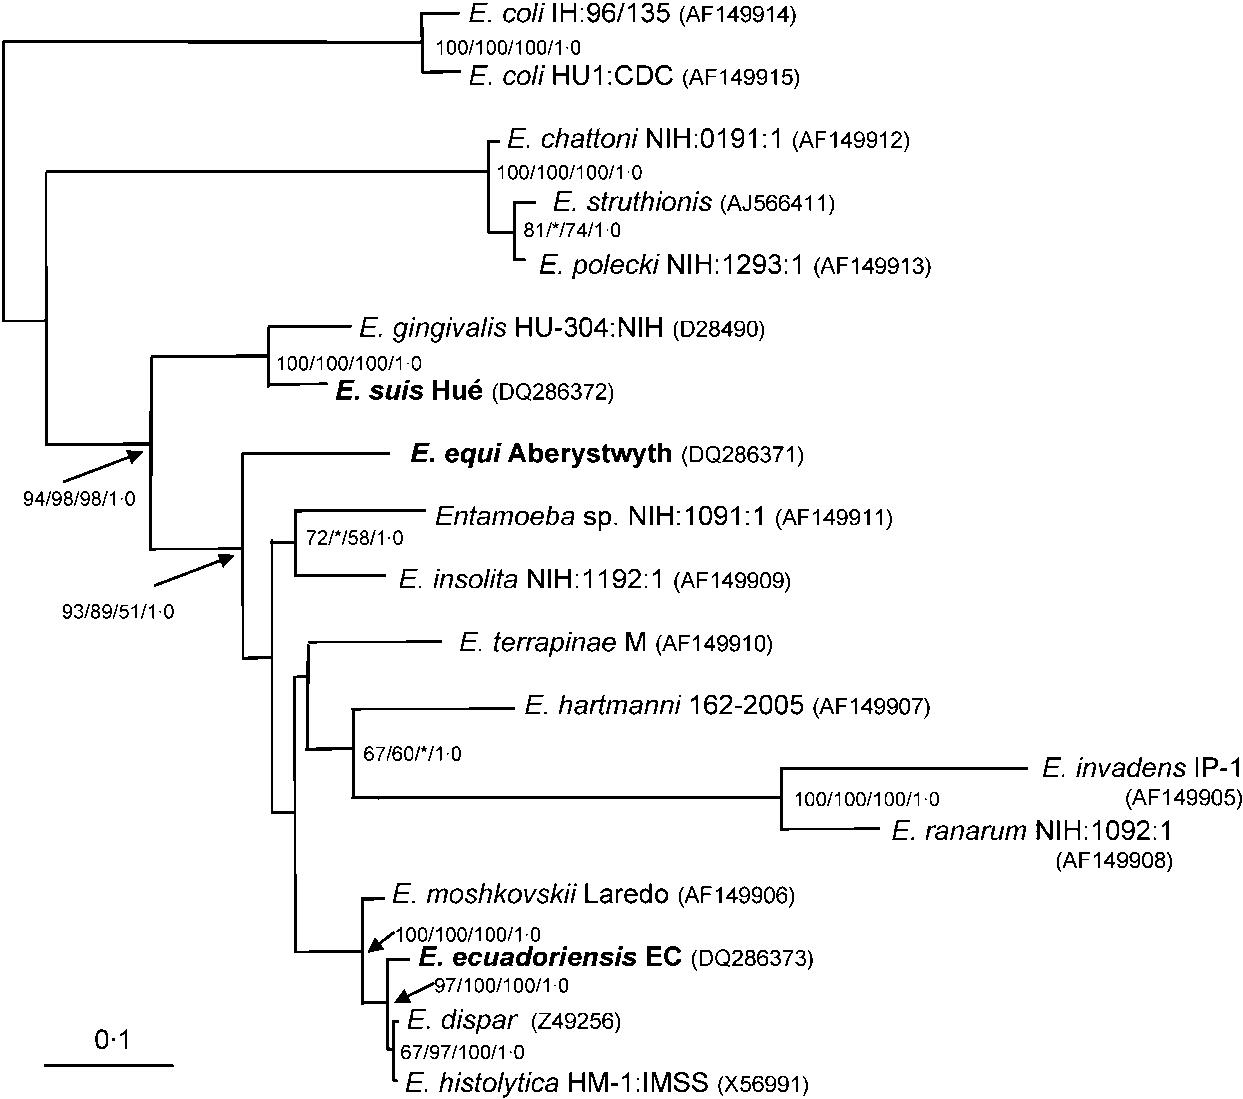 E. coli IH:96/135 (AF149914)
100/100/100/1·0
E. coli HU1:CDC (AF149915)
E. chattoni NIH:0191:1 (AF149912)
100/100/100/1·0
E. struthionis (AJ566411)
81/*/74/1·0
E. polecki NIH:1293:1 (AF149913)
E. gingivalis HU-304:NIH (D28490)
100/100/100/1·0
E. suis Hué (DQ286372)
E. equi Aberystwyth (DQ286371)
94/98/98/1·0
Entamoeba sp. NIH:1091:1 (AF149911)
72/*/58/1·0
E. insolita NIH:1192:1 (AF149909)
93/89/51/1·0
E. terrapinae M (AF149910)
E. hartmanni 162-2005 (AF149907)
67/60/*/1·0
E. invadens IP-1
(AF149905)
100/100/100/1·0
E. ranarum NIH:1092:1
(AF149908)
E. moshkovskii Laredo (AF149906)
100/100/100/1·0
E. ecuadoriensis EC (DQ286373)
97/100/100/1·0
E. dispar (Z49256)
0·1
67/97/100/1·0
E. histolytica HM-1:IMSS (X56991)